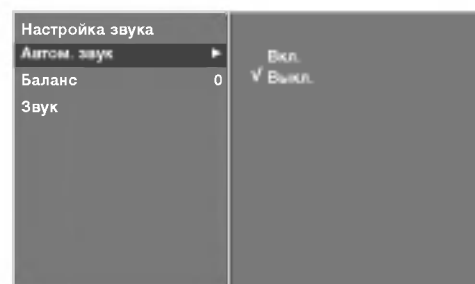 Настройка звука
Автом. звук ►
Баланс 0
Звук
Вкл.
√ Выкл.